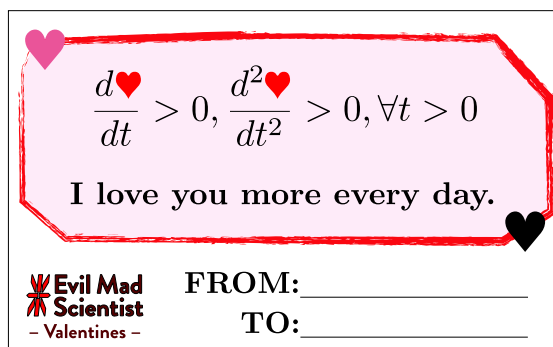 d♥/dt > 0, d²♥/dt² > 0, ∀t > 0
I love you more every day.
Evil Mad
Scientist
– Valentines –
FROM:
TO: